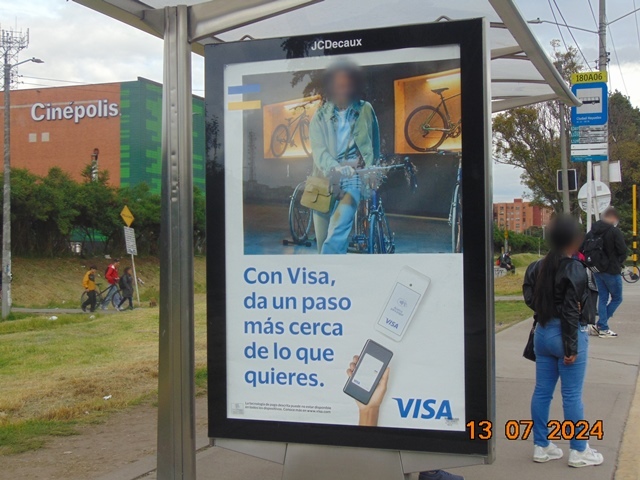 JCDecaux
Cinépolis
180A06
Con Visa,
da un paso
más cerca
de lo que
quieres.
VISA
VISA
13 07 2024